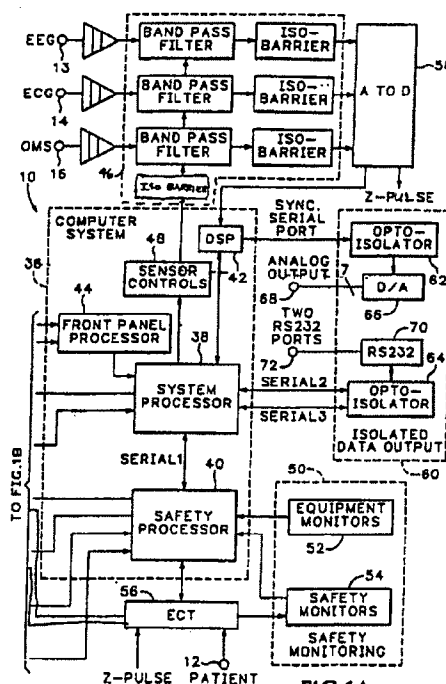 EEG
13
BAND PASS FILTER
ISO-BARRIER
ECG
14
BAND PASS FILTER
ISO-BARRIER
OMS
16
BAND PASS FILTER
ISO-BARRIER
A TO D
46
ISO BARRIER
Z-PULSE
10
COMPUTER SYSTEM
36
48
SENSOR CONTROLS
DSP
42
SYNC. SERIAL PORT
OPTO-ISOLATOR
62
ANALOG OUTPUT
68
7
D/A
66
44
FRONT PANEL PROCESSOR
38
SYSTEM PROCESSOR
TWO RS232 PORTS
72
70
RS232
64
SERIAL2
SERIAL3
OPTO-ISOLATOR
ISOLATED DATA OUTPUT
60
TO FIG.1B
SERIAL1
40
SAFETY PROCESSOR
50
EQUIPMENT MONITORS
52
54
SAFETY MONITORS
SAFETY MONITORING
56
ECT
12
Z-PULSE
PATIENT